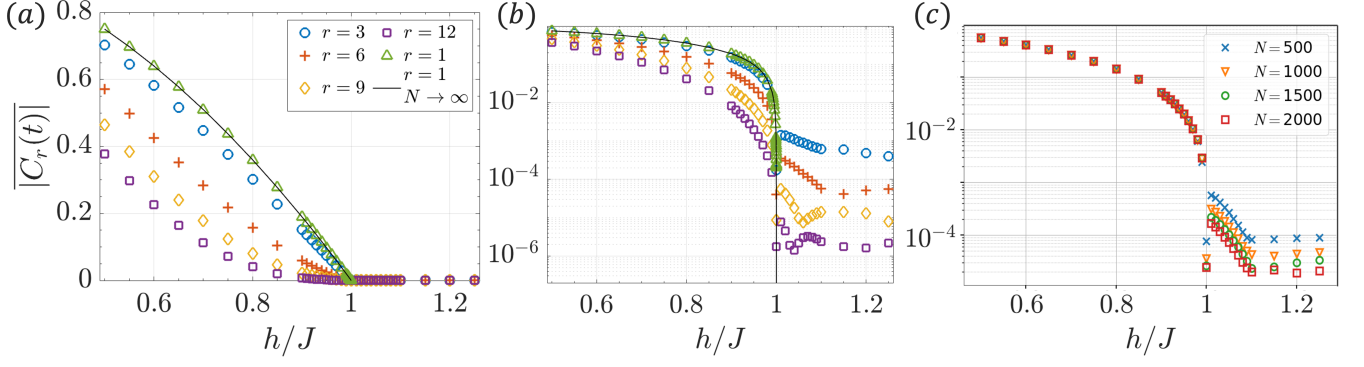 (a)
0.8
0.6
0.4
0.2
0
|C_r(t)|
r = 3
r = 6
r = 9
r = 12
r = 1
r = 1
N → ∞
0.6 0.8 1 1.2
h/J
(b)
10^{-2}
10^{-4}
10^{-6}
0.6 0.8 1 1.2
h/J
(c)
10^{-2}
10^{-4}
N = 500
N = 1000
N = 1500
N = 2000
0.6 0.8 1 1.2
h/J